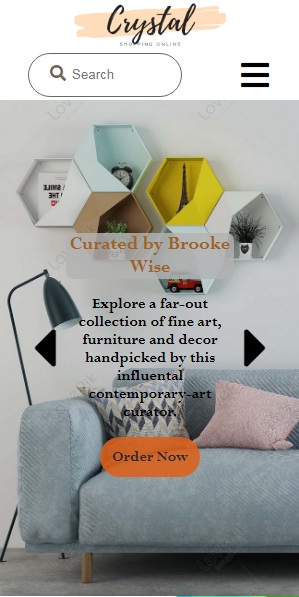 Crystal
SHOPPING ONLINE
Search
Curated by Brooke
Wise
Explore a far-out
collection of fine art,
furniture and decor
handpicked by this
influental
contemporary-art
curator.
Order Now